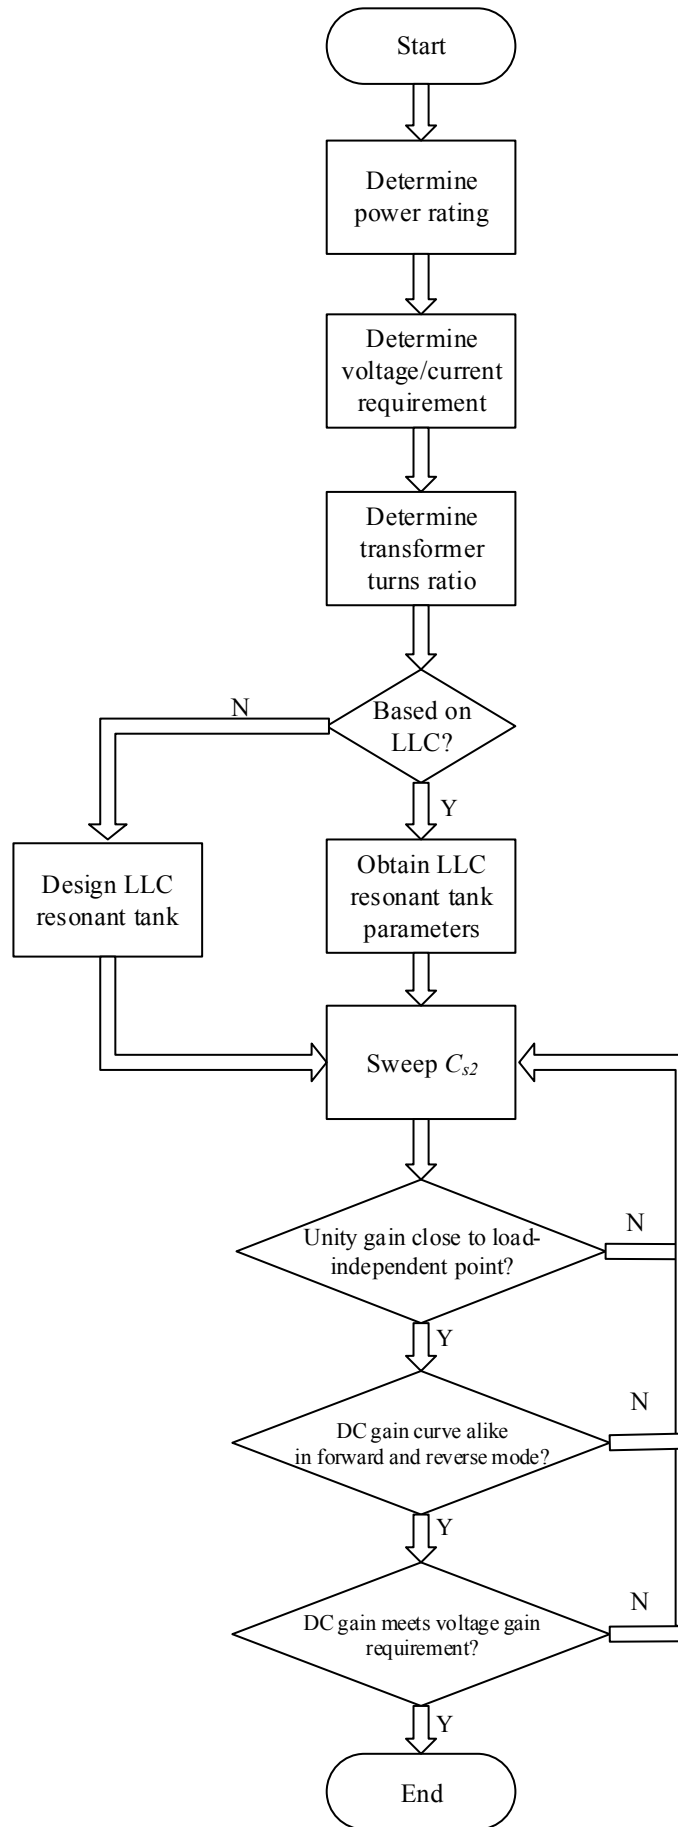 Start
Determine
power rating
Determine
voltage/current
requirement
Determine
transformer
turns ratio
N
Based on
LLC?
Y
Design LLC
resonant tank
Obtain LLC
resonant tank
parameters
Sweep Cs2
Unity gain close to load-
independent point?
N
Y
DC gain curve alike
in forward and reverse mode?
N
Y
DC gain meets voltage gain
requirement?
N
Y
End